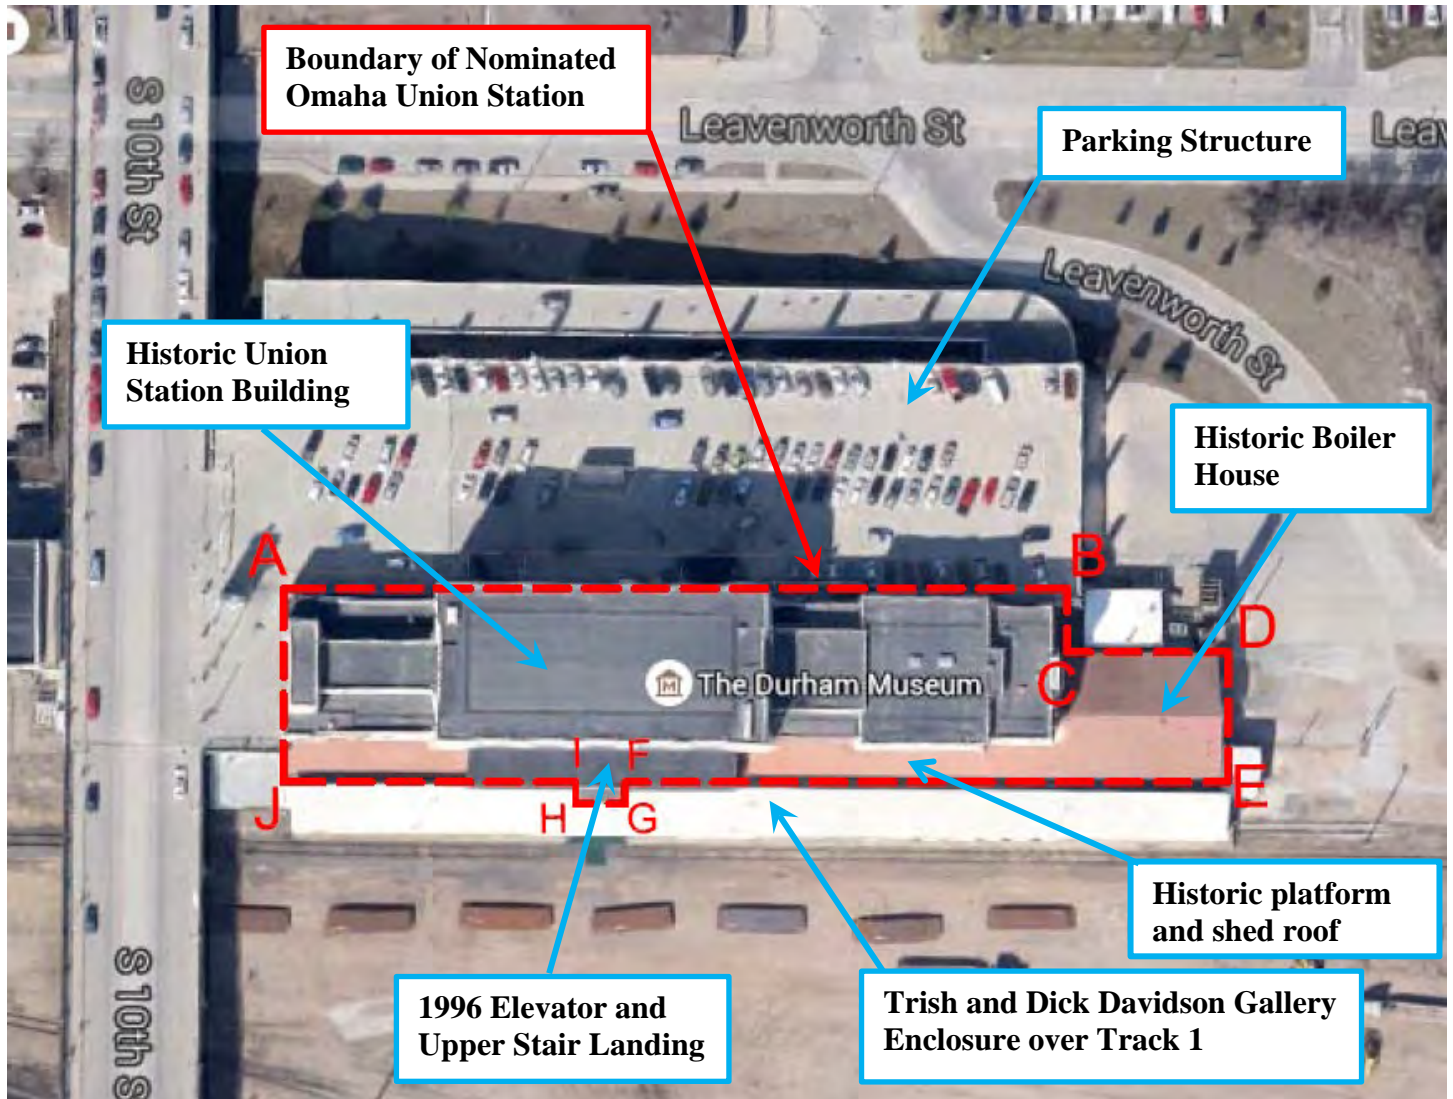 Boundary of Nominated
Omaha Union Station
S 10th St
Leavenworth St
Parking Structure
Leav
Leavenworth St
Historic Union
Station Building
Historic Boiler
House
A
B
D
C
The Durham Museum
I F
E
J
H G
Historic platform
and shed roof
1996 Elevator and
Upper Stair Landing
Trish and Dick Davidson Gallery
Enclosure over Track 1
S 10th S